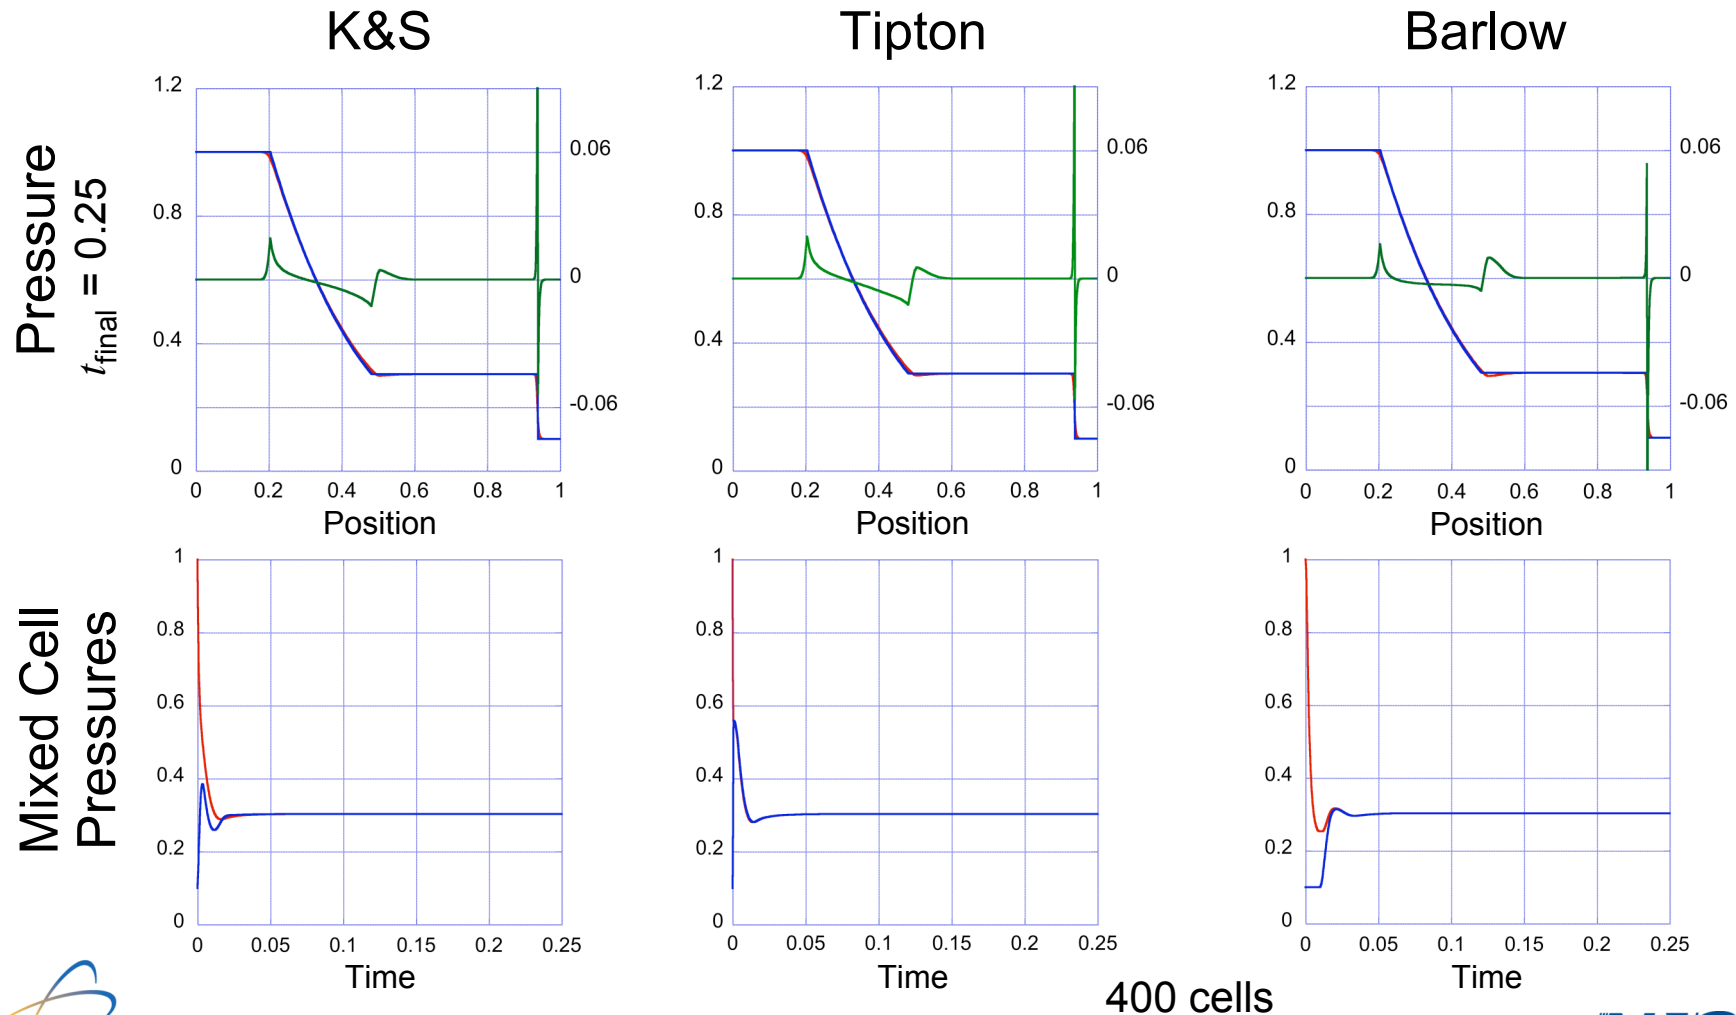 K&S Tipton Barlow
Pressure
t_final = 0.25
1.2 0.8 0.4 0
0.06 0 -0.06
0 0.2 0.4 0.6 0.8 1
Position
1.2 0.8 0.4 0
0.06 0 -0.06
0 0.2 0.4 0.6 0.8 1
Position
1.2 0.8 0.4 0
0.06 0 -0.06
0 0.2 0.4 0.6 0.8 1
Position
Mixed Cell
Pressures
1 0.8 0.6 0.4 0.2 0
0 0.05 0.1 0.15 0.2 0.25
Time
1 0.8 0.6 0.4 0.2 0
0 0.05 0.1 0.15 0.2 0.25
Time
1 0.8 0.6 0.4 0.2 0
0 0.05 0.1 0.15 0.2 0.25
Time
400 cells